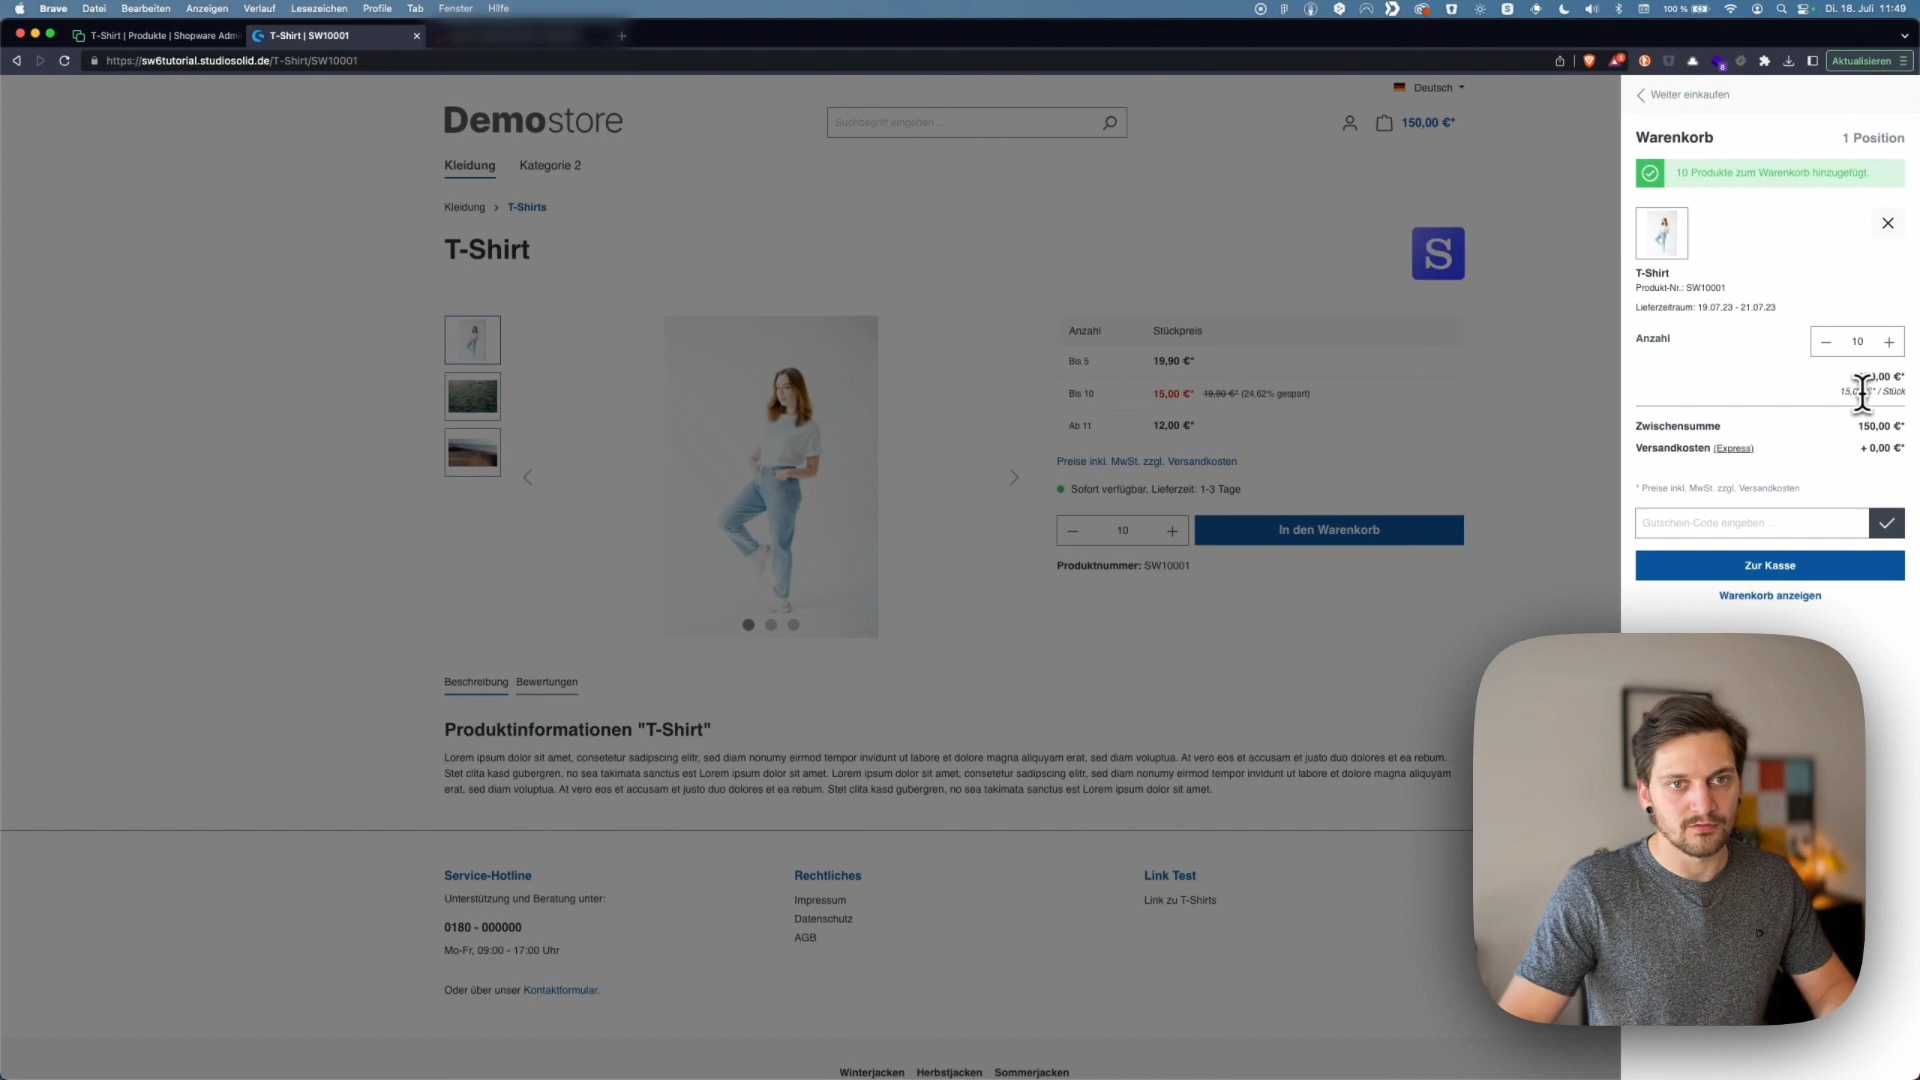 Brave Datei Bearbeiten Anzeigen Verlauf Lesezeichen Profile Tab Fenster Hilfe 100 % Di. 18. Juli 11:49
T-Shirt | Produkte | Shopware Admi
T-Shirt | SW10001
https://sw6tutorial.studiosolid.de/T-Shirt/SW10001
Aktualisieren
Deutsch
Demostore
Suchbegriff eingeben ...
150,00 €*
Kleidung Kategorie 2
Kleidung > T-Shirts
T-Shirt
S
Anzahl Stückpreis
Bis 5 19,90 €*
Bis 10 15,00 €* 19,90 €* (24.62% gespart)
Ab 11 12,00 €*
Preise inkl. MwSt. zzgl. Versandkosten
Sofort verfügbar, Lieferzeit: 1-3 Tage
10
In den Warenkorb
Produktnummer: SW10001
Beschreibung Bewertungen
Produktinformationen "T-Shirt"
Lorem ipsum dolor sit amet, consetetur sadipscing elitr, sed diam nonumy eirmod tempor invidunt ut labore et dolore magna aliquyam erat, sed diam voluptua. At vero eos et accusam et justo duo dolores et ea rebum.
Stet clita kasd gubergren, no sea takimata sanctus est Lorem ipsum dolor sit amet. Lorem ipsum dolor sit amet, consetetur sadipscing elitr, sed diam nonumy eirmod tempor invidunt ut labore et dolore magna aliquyam
erat, sed diam voluptua. At vero eos et accusam et justo duo dolores et ea rebum. Stet clita kasd gubergren, no sea takimata sanctus est Lorem ipsum dolor sit amet.
Service-Hotline
Unterstützung und Beratung unter:
0180 - 000000
Mo-Fr, 09:00 - 17:00 Uhr
Oder über unser Kontaktformular.
Rechtliches
Impressum
Datenschutz
AGB
Link Test
Link zu T-Shirts
Winterjacken Herbstjacken Sommerjacken
Weiter einkaufen
Warenkorb 1 Position
10 Produkte zum Warenkorb hinzugefügt.
T-Shirt
Produkt-Nr.: SW10001
Lieferzeitraum: 19.07.23 - 21.07.23
Anzahl
10
/ Stück
Zwischensumme 150,00 €*
Versandkosten (Express) + 0,00 €*
* Preise inkl. MwSt. zzgl. Versandkosten
Gutschein-Code eingeben ...
Zur Kasse
Warenkorb anzeigen